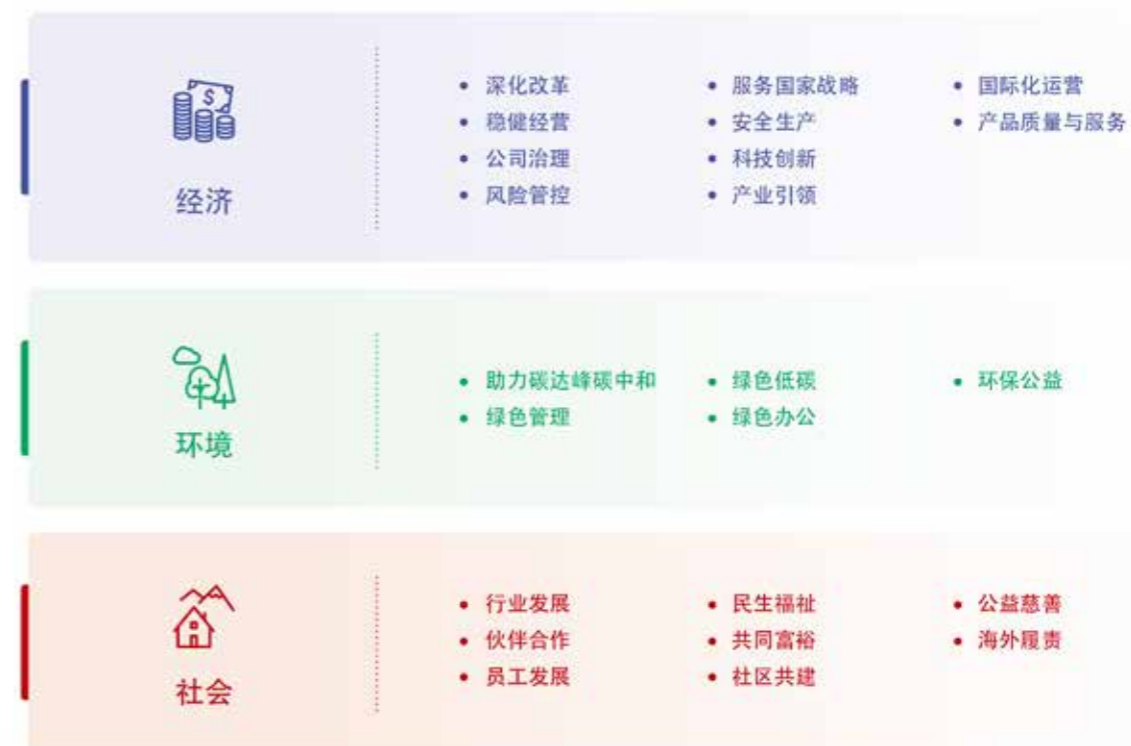 $
经济
• 深化改革
• 稳健经营
• 公司治理
• 风险管控
• 服务国家战略
• 安全生产
• 科技创新
• 产业引领
• 国际化运营
• 产品质量与服务
环境
• 助力碳达峰碳中和
• 绿色管理
• 绿色低碳
• 绿色办公
• 环保公益
社会
• 行业发展
• 伙伴合作
• 员工发展
• 民生福祉
• 共同富裕
• 社区共建
• 公益慈善
• 海外履责